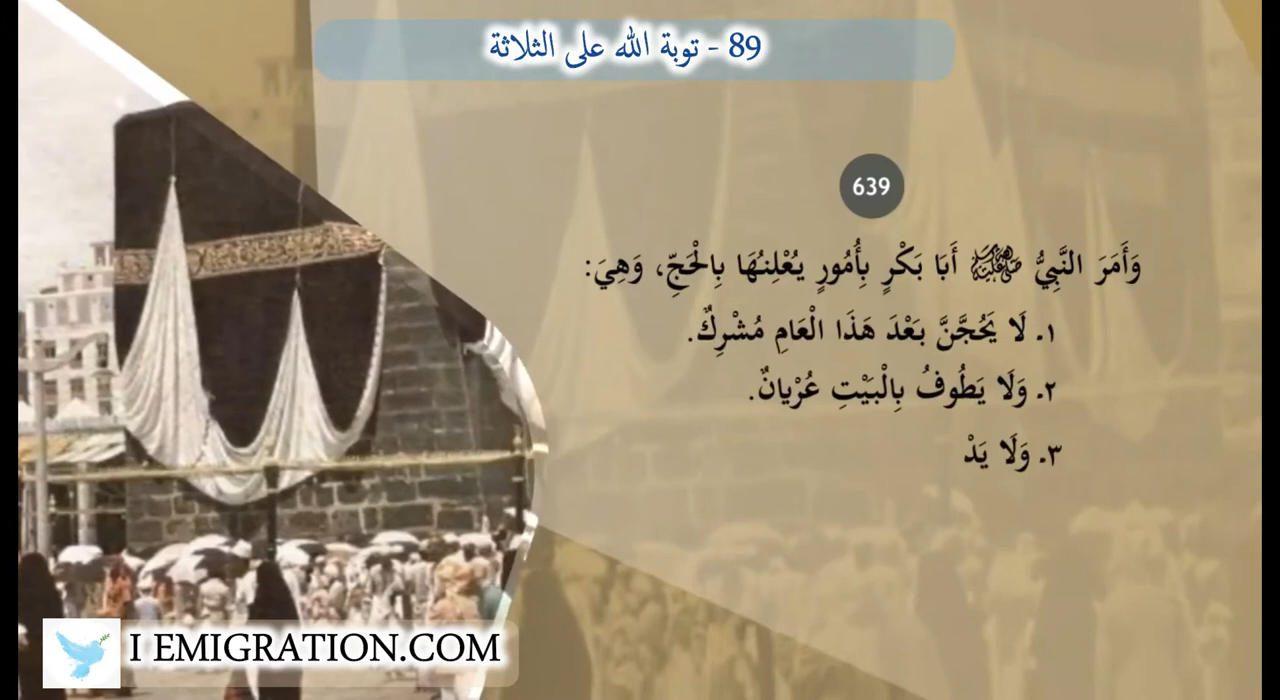 89 - توبة الله على الثلاثة
639
وَأَمَرَ النَّبِيُّ ﷺ أَبَا بَكْرٍ بِأُمُورٍ يُعْلِنُهَا بِالْحَجِّ، وَهِيَ:
١. لَا يَحُجَّنَّ بَعْدَ هَذَا الْعَامِ مُشْرِكٌ.
٢. وَلَا يَطُوفُ بِالْبَيْتِ عُرْيانٌ.
٣. وَلَا يَدْ
I EMIGRATION.COM